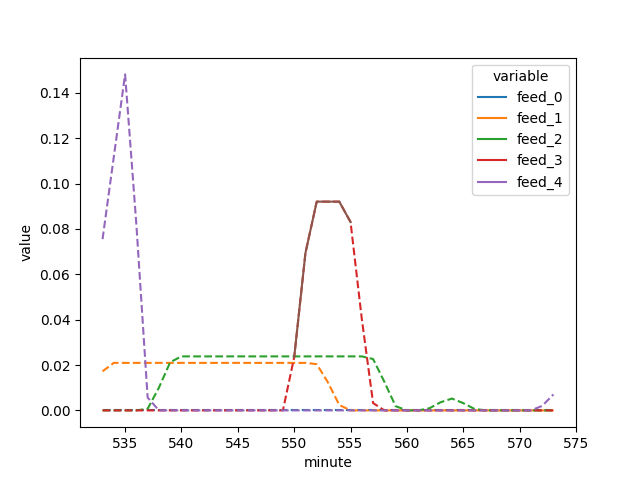 variable
feed_0
feed_1
feed_2
feed_3
feed_4
value
0.14
0.12
0.10
0.08
0.06
0.04
0.02
0.00
535 540 545 550 555 560 565 570 575
minute